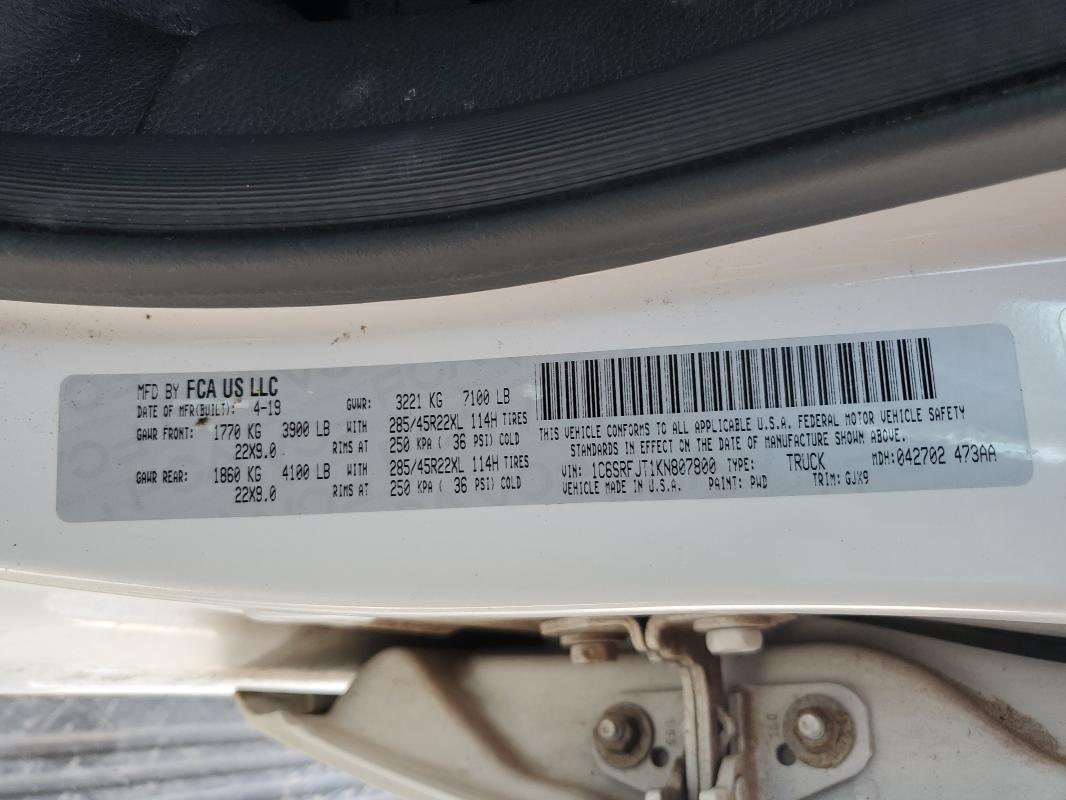 MFD BY FCA US LLC
DATE OF MFR(BUILT): 4-19 GVWR: 3221 KG 7100 LB
GAWR FRONT: 1770 KG 3900 LB WITH 285/45R22XL 114H TIRES
22X9.0 RIMS AT 250 KPA ( 36 PSI) COLD
GAWR REAR: 1860 KG 4100 LB WITH 285/45R22XL 114H TIRES
22X9.0 RIMS AT 250 KPA ( 36 PSI) COLD
THIS VEHICLE CONFORMS TO ALL APPLICABLE U.S.A. FEDERAL MOTOR VEHICLE SAFETY
STANDARDS IN EFFECT ON THE DATE OF MANUFACTURE SHOWN ABOVE.
VIN: 1C6SRFJT1KN807800 TYPE: TRUCK MDH: 042702 473AA
VEHICLE MADE IN U.S.A. PAINT: PWD TRIM: GJX9